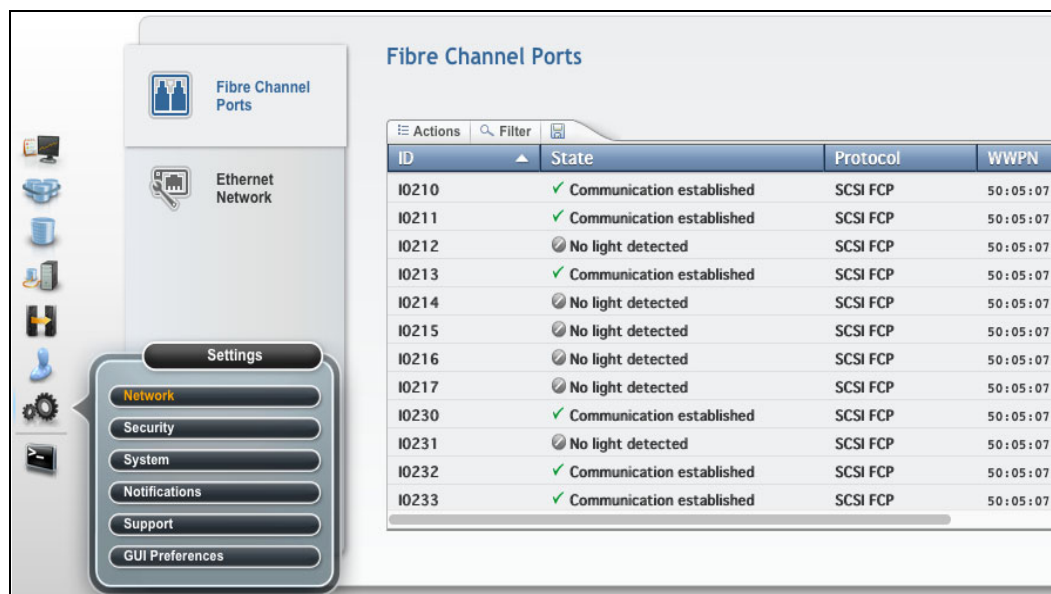 Fibre Channel Ports
Fibre Channel
Ports
Ethernet
Network
Actions Filter
ID State Protocol WWPN
I0210 Communication established SCSI FCP 50:05:07
I0211 Communication established SCSI FCP 50:05:07
I0212 No light detected SCSI FCP 50:05:07
I0213 Communication established SCSI FCP 50:05:07
I0214 No light detected SCSI FCP 50:05:07
I0215 No light detected SCSI FCP 50:05:07
I0216 No light detected SCSI FCP 50:05:07
I0217 No light detected SCSI FCP 50:05:07
I0230 Communication established SCSI FCP 50:05:07
I0231 No light detected SCSI FCP 50:05:07
I0232 Communication established SCSI FCP 50:05:07
I0233 Communication established SCSI FCP 50:05:07
Settings
Network
Security
System
Notifications
Support
GUI Preferences